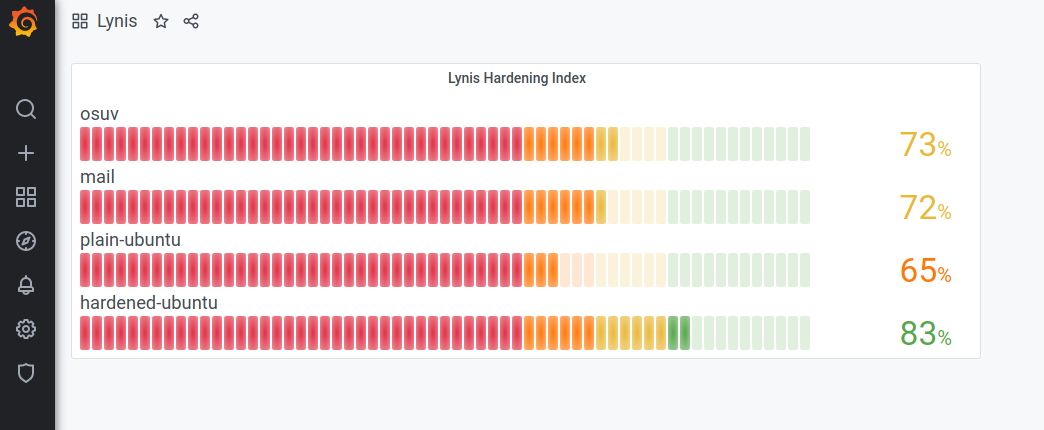 Lynis
Lynis Hardening Index
osuv
73%
mail
72%
plain-ubuntu
65%
hardened-ubuntu
83%